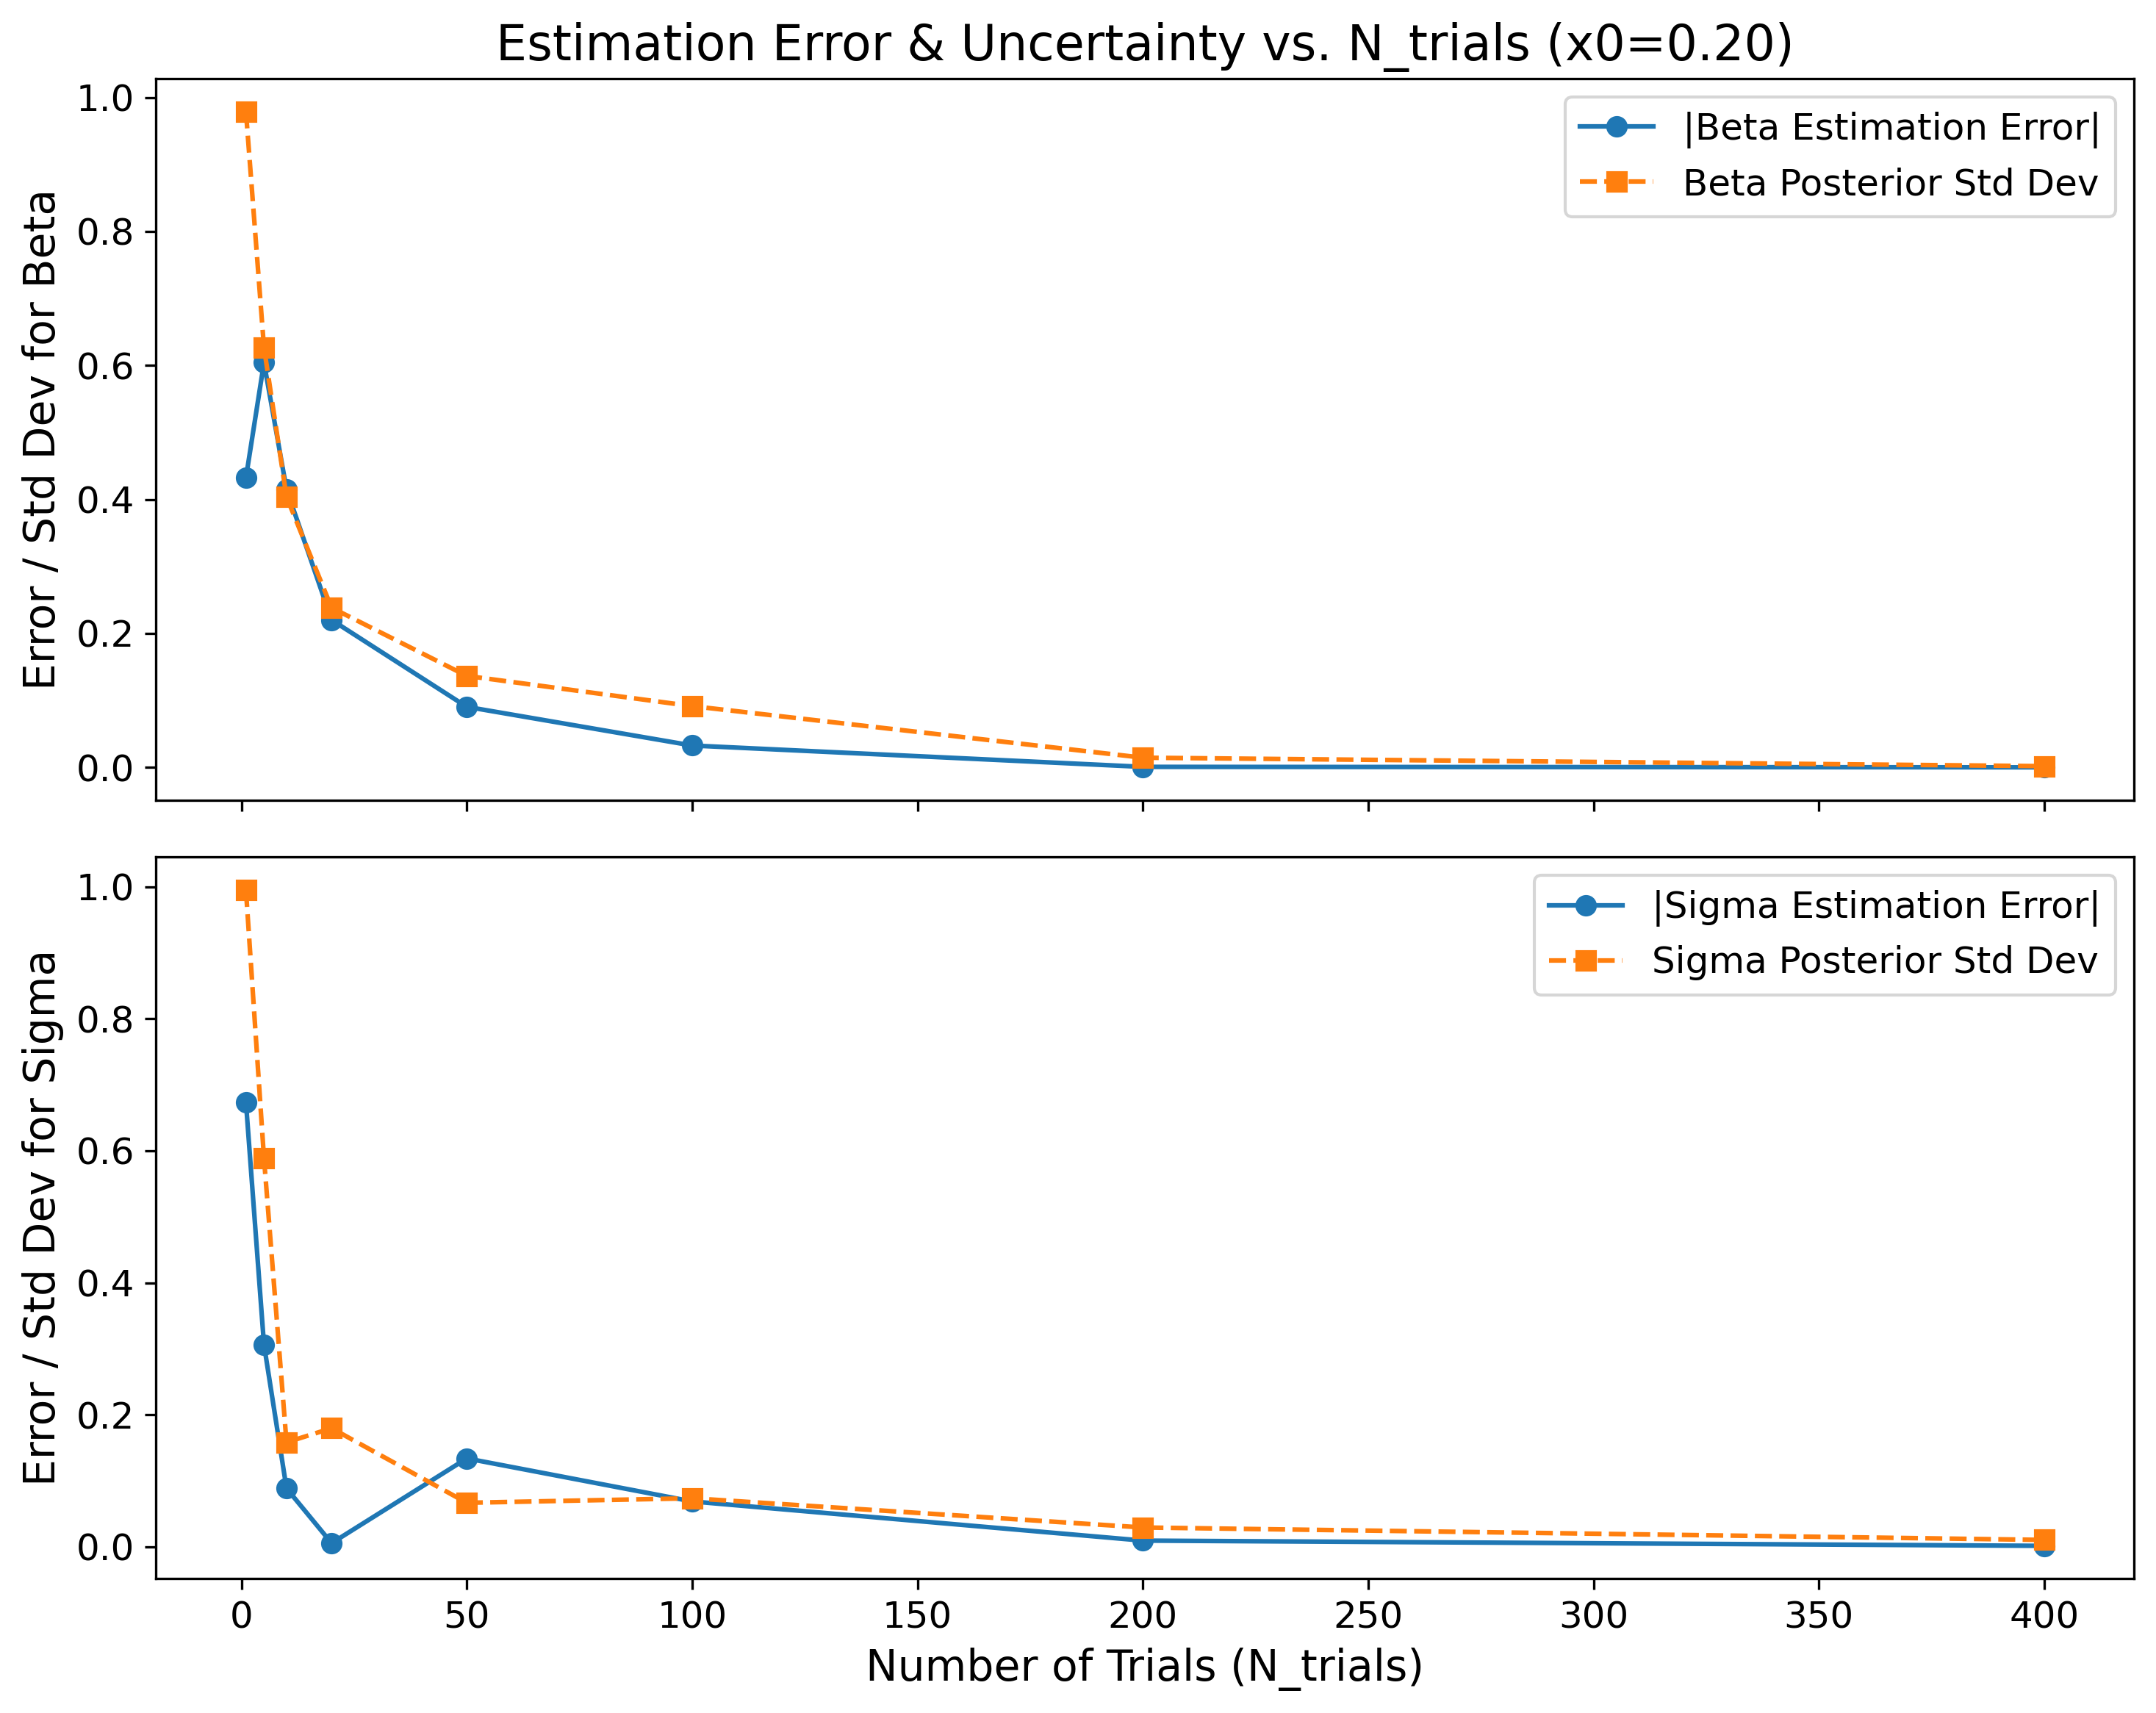 Estimation Error & Uncertainty vs. N_trials (x0=0.20)
Error / Std Dev for Beta
1.0
0.8
0.6
0.4
0.2
0.0
|Beta Estimation Error|
Beta Posterior Std Dev
Error / Std Dev for Sigma
1.0
0.8
0.6
0.4
0.2
0.0
|Sigma Estimation Error|
Sigma Posterior Std Dev
0 50 100 150 200 250 300 350 400
Number of Trials (N_trials)